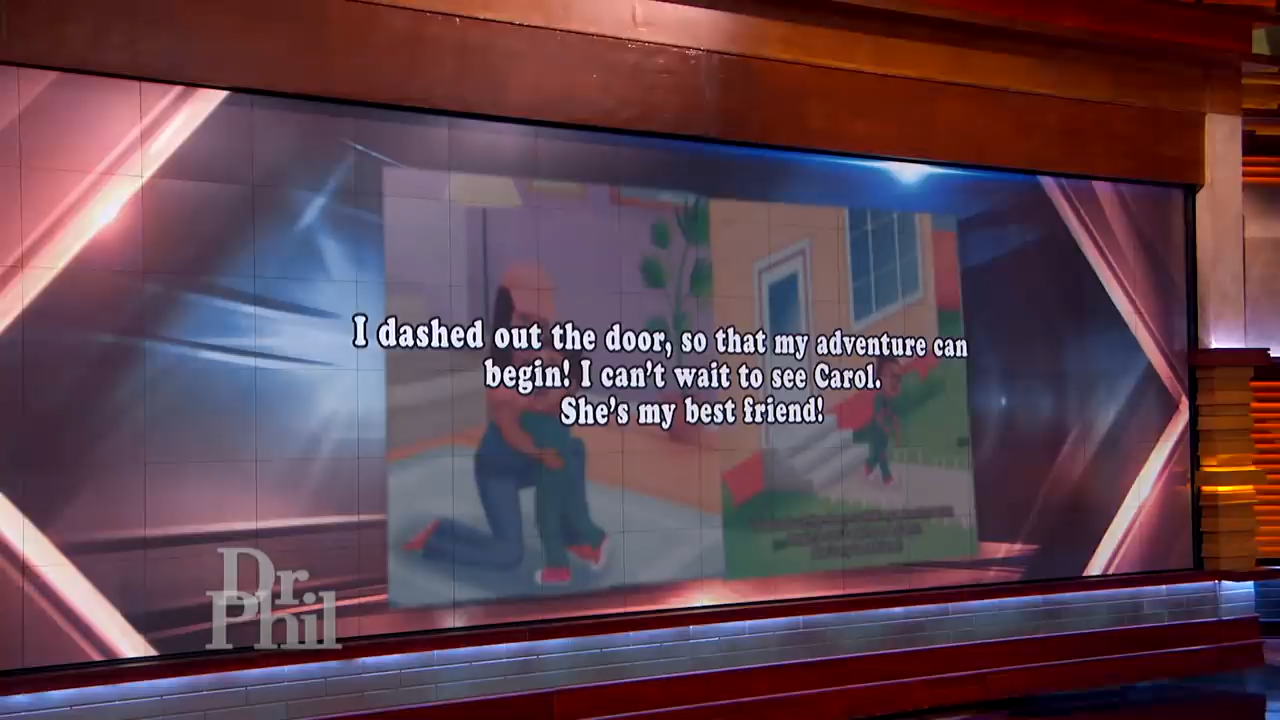 I dashed out the door, so that my adventure can
begin! I can't wait to see Carol.
She's my best friend!
Dr.
Phil